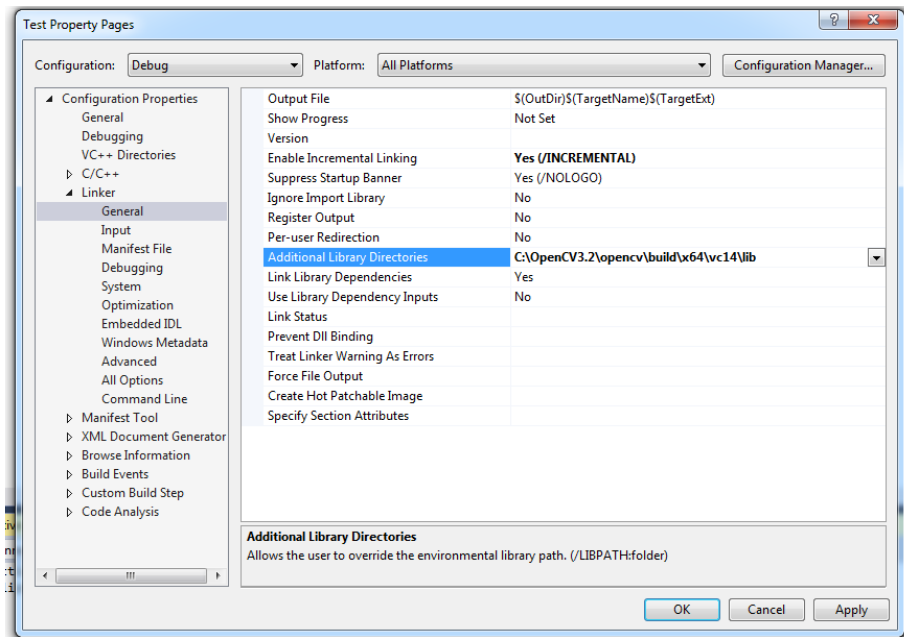 Test Property Pages
Configuration: Debug Platform: All Platforms Configuration Manager...
Configuration Properties
General
Debugging
VC++ Directories
C/C++
Linker
General
Input
Manifest File
Debugging
System
Optimization
Embedded IDL
Windows Metadata
Advanced
All Options
Command Line
Manifest Tool
XML Document Generator
Browse Information
Build Events
Custom Build Step
Code Analysis
Output File $(OutDir)$(TargetName)$(TargetExt)
Show Progress Not Set
Version
Enable Incremental Linking Yes (/INCREMENTAL)
Suppress Startup Banner Yes (/NOLOGO)
Ignore Import Library No
Register Output No
Per-user Redirection No
Additional Library Directories C:\OpenCV3.2\opencv\build\x64\vc14\lib
Link Library Dependencies Yes
Use Library Dependency Inputs No
Link Status
Prevent Dll Binding
Treat Linker Warning As Errors
Force File Output
Create Hot Patchable Image
Specify Section Attributes
Additional Library Directories
Allows the user to override the environmental library path. (/LIBPATH:folder)
OK Cancel Apply